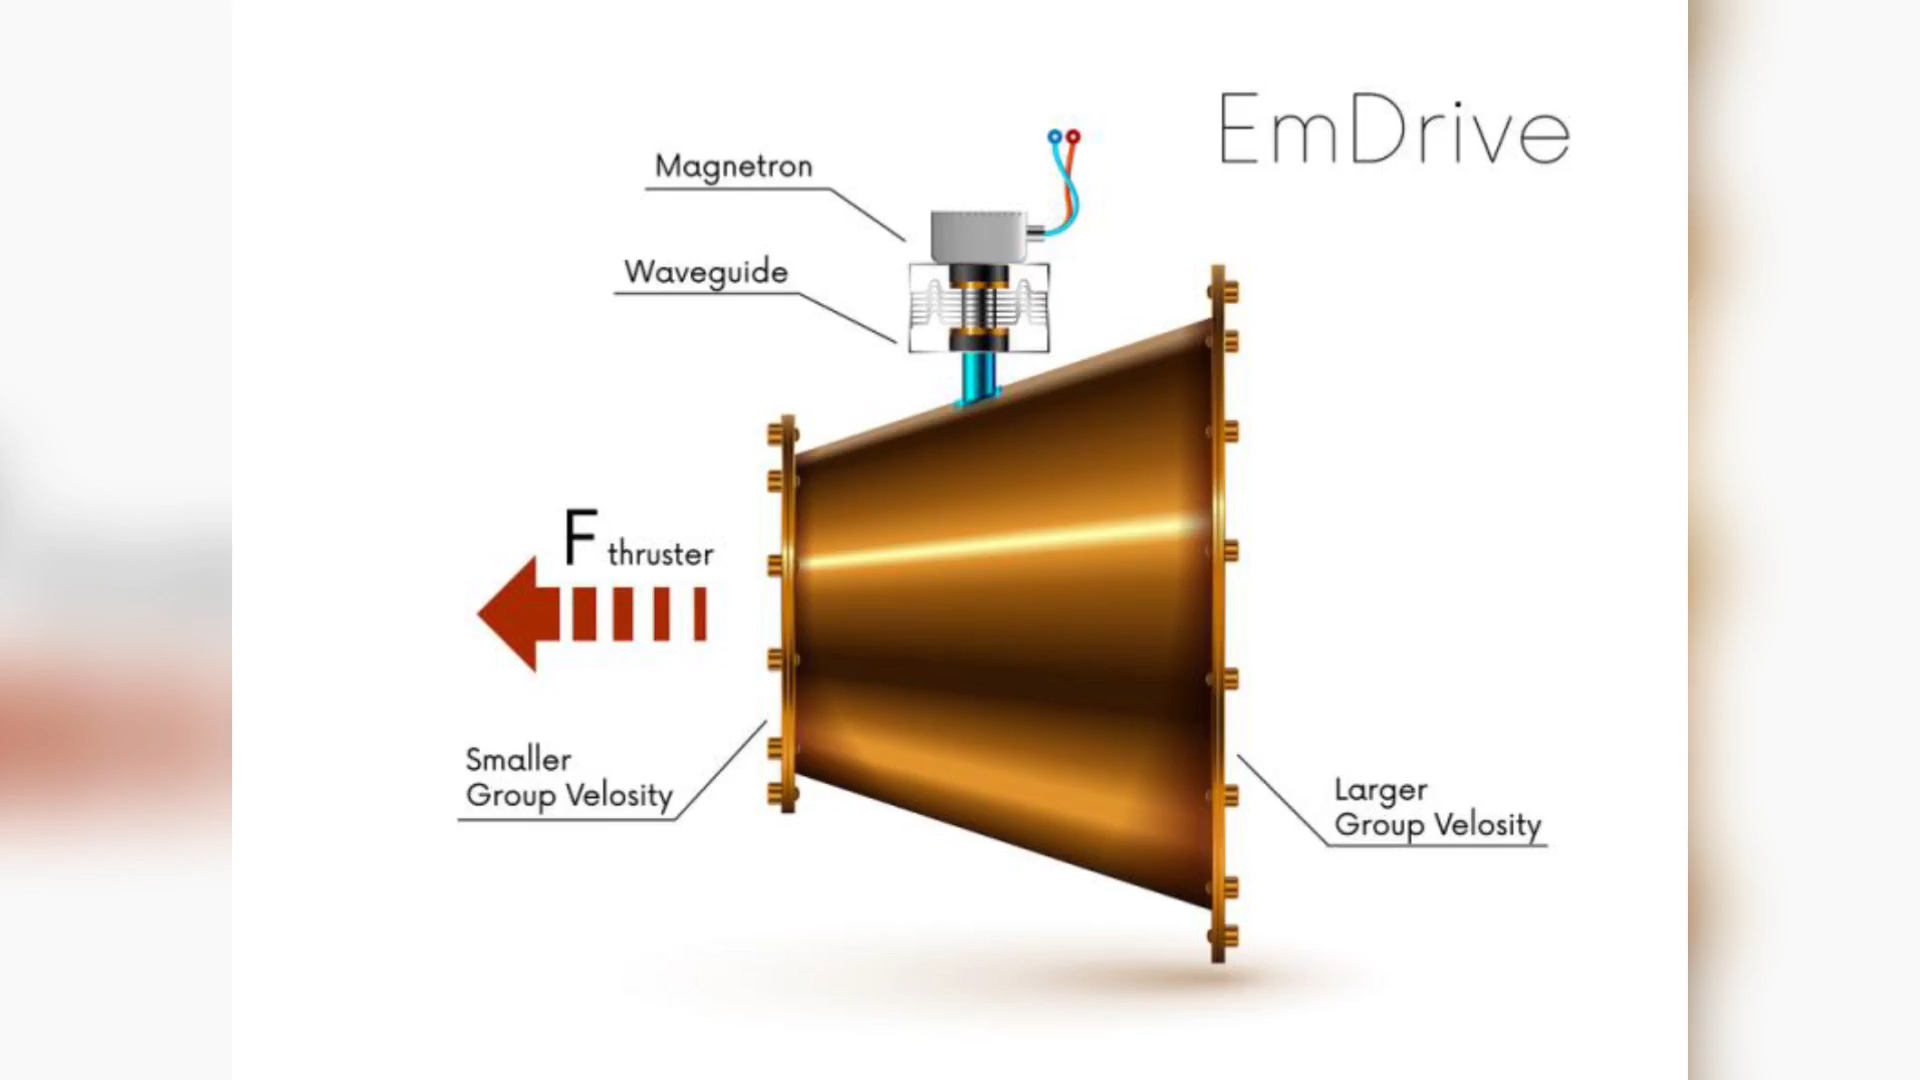 EmDrive
Magnetron
Waveguide
F thruster
Smaller
Group Velosity
Larger
Group Velosity